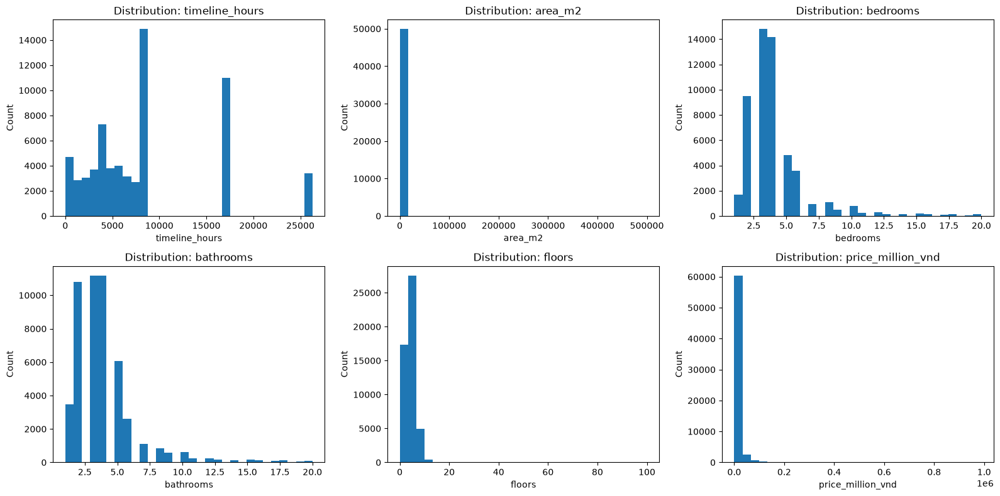 Distribution: timeline_hours
Count
14000
12000
10000
8000
6000
4000
2000
0
0 5000 10000 15000 20000 25000
timeline_hours
Distribution: area_m2
Count
50000
40000
30000
20000
10000
0
0 100000 200000 300000 400000 500000
area_m2
Distribution: bedrooms
Count
14000
12000
10000
8000
6000
4000
2000
0
2.5 5.0 7.5 10.0 12.5 15.0 17.5 20.0
bedrooms
Distribution: bathrooms
Count
10000
8000
6000
4000
2000
0
2.5 5.0 7.5 10.0 12.5 15.0 17.5 20.0
bathrooms
Distribution: floors
Count
25000
20000
15000
10000
5000
0
0 20 40 60 80 100
floors
Distribution: price_million_vnd
Count
60000
50000
40000
30000
20000
10000
0
0.0 0.2 0.4 0.6 0.8 1.0
1e6
price_million_vnd